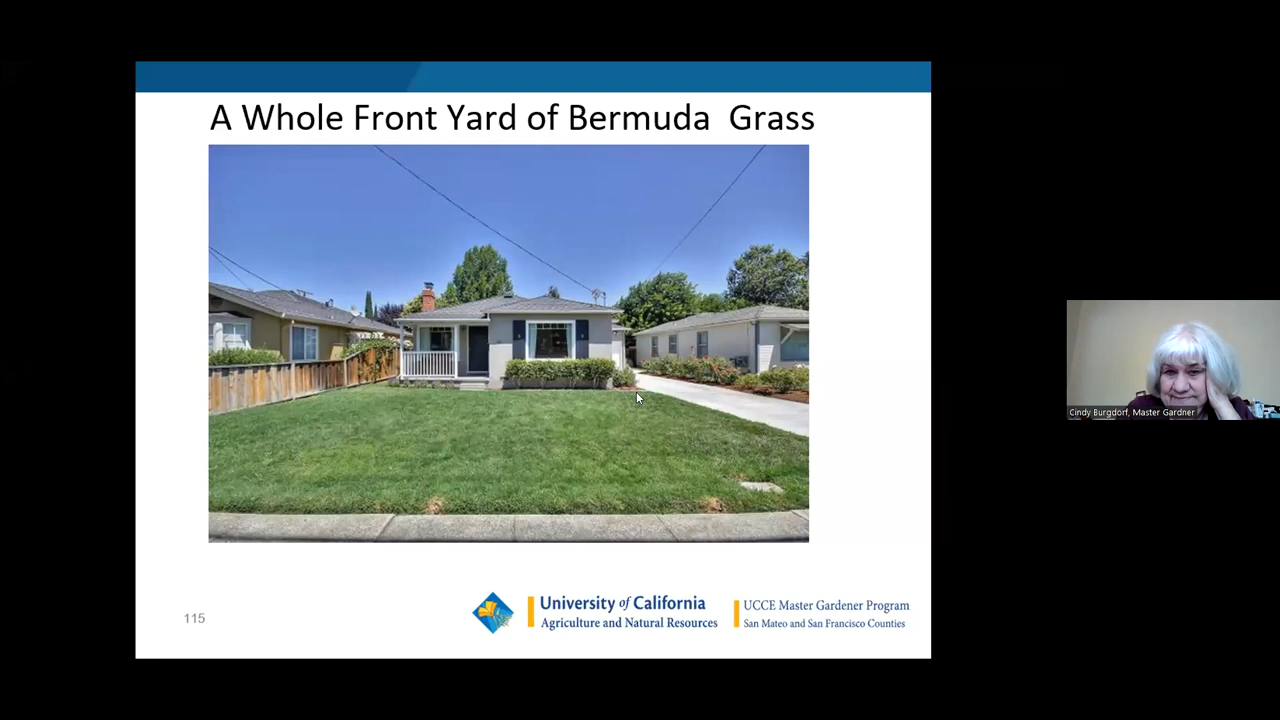 A Whole Front Yard of Bermuda  Grass
Cindy Burgdorf, Master Gardner
115
University of California
Agriculture and Natural Resources
UCCE Master Gardener Program
San Mateo and San Francisco Counties